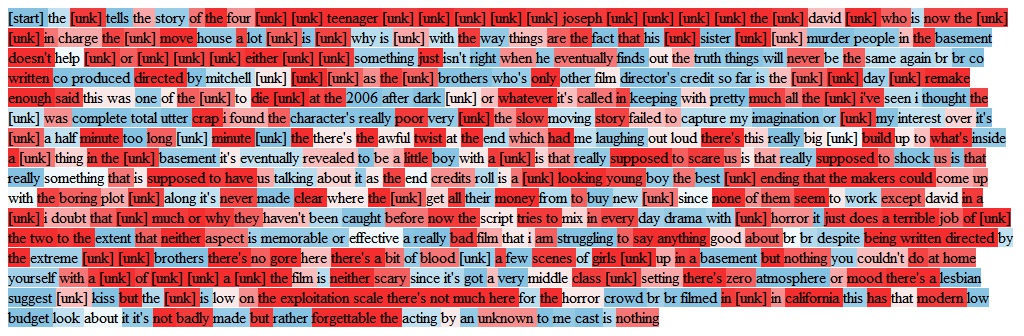 [start] the [unk] tells the story of the four [unk] [unk] teenager [unk] [unk] [unk] [unk] [unk] joseph [unk] [unk] [unk] [unk] the [unk] david [unk] who is now the [unk]
[unk] in charge the [unk] move house a lot [unk] is [unk] why is [unk] with the way things are the fact that his [unk] sister [unk] [unk] murder people in the basement
doesn't help [unk] or [unk] [unk] [unk] either [unk] [unk] something just isn't right when he eventually finds out the truth things will never be the same again br br co
written co produced directed by mitchell [unk] [unk] [unk] as the [unk] brothers who's only other film director's credit so far is the [unk] [unk] day [unk] remake
enough said this was one of the [unk] to die [unk] at the 2006 after dark [unk] or whatever it's called in keeping with pretty much all the [unk] i've seen i thought the
[unk] was complete total utter crap i found the character's really poor very [unk] the slow moving story failed to capture my imagination or [unk] my interest over it's
[unk] a half minute too long [unk] minute [unk] the there's the awful twist at the end which had me laughing out loud there's this really big [unk] build up to what's inside
a [unk] thing in the [unk] basement it's eventually revealed to be a little boy with a [unk] is that really supposed to scare us is that really supposed to shock us is that
really something that is supposed to have us talking about it as the end credits roll is a [unk] looking young boy the best [unk] ending that the makers could come up
with the boring plot [unk] along it's never made clear where the [unk] get all their money from to buy new [unk] since none of them seem to work except david in a
[unk] i doubt that [unk] much or why they haven't been caught before now the script tries to mix in every day drama with [unk] horror it just does a terrible job of [unk]
the two to the extent that neither aspect is memorable or effective a really bad film that i am struggling to say anything good about br br despite being written directed by
the extreme [unk] [unk] brothers there's no gore here there's a bit of blood [unk] a few scenes of girls [unk] up in a basement but nothing you couldn't do at home
yourself with a [unk] of [unk] [unk] a [unk] the film is neither scary since it's got a very middle class [unk] setting there's zero atmosphere or mood there's a lesbian
suggest [unk] kiss but the [unk] is low on the exploitation scale there's not much here for the horror crowd br br filmed in [unk] in california this has that modern low
budget look about it it's not badly made but rather forgettable the acting by an unknown to me cast is nothing